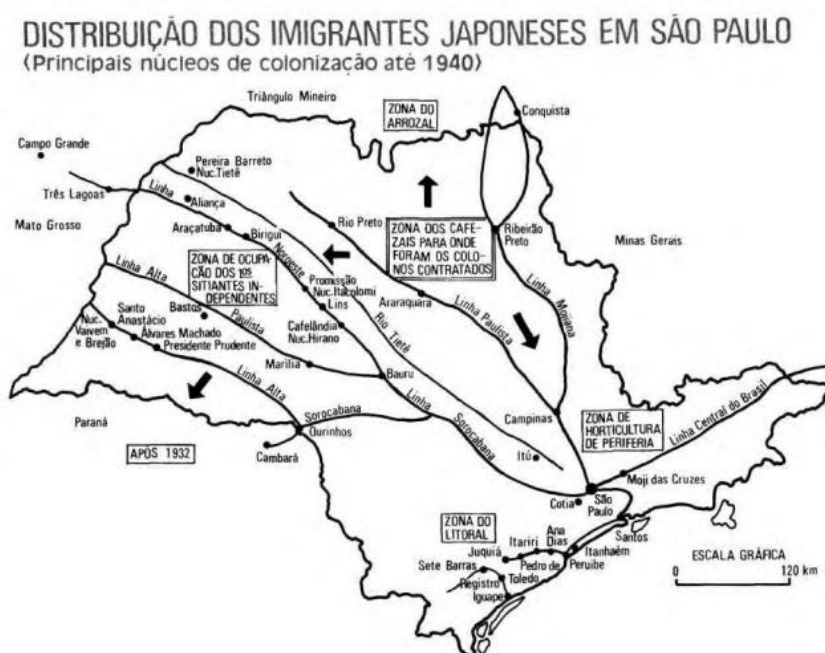 DISTRIBUIÇÃO DOS IMIGRANTES JAPONESES EM SÃO PAULO
(Principais núcleos de colonização até 1940)
Triângulo Mineiro
ZONA DO
ARROZAL
Conquista
Campo Grande
Pereira Barreto
Nuc. Tietê
Três Lagoas
Linha
Aliança
Mato Grosso
Araçatuba
Birigui
Noroeste
Rio Preto
ZONA DOS CAFE-
ZAIS PARA ONDE
FORAM OS COLO-
NOS CONTRATADOS
Ribeirão
Preto
Minas Gerais
ZONA DE OCUPA-
ÇÃO DOS 1ºS
SITIANTES IN-
DEPENDENTES
Promissão
Nuc. Itacolomi
Lins
Araraquara
Linha Paulista
Linha Mojiana
Linha Alta
Paulista
Bastos
Cafelândia
Nuc. Hirano
Rio Tietê
Nuc.
Vaivem
e Brejão
Santo
Anastácio
Álvares Machado
Presidente Prudente
Marília
Bauru
Linha Alta
Sorocabana
Linha
Sorocabana
Campinas
ZONA DE
HORTICULTURA
DE PERIFERIA
Linha Central do Brasil
Paraná
Ourinhos
APÓS 1932
Cambará
Itú
Moji das Cruzes
Cotia
São
Paulo
ZONA DO
LITORAL
Santos
Ana
Dias
Itariri
Juquiá
Itanhaém
Peruibe
Pedro de
Toledo
Sete Barras
Registro
Iguape
ESCALA GRÁFICA
0 120 km